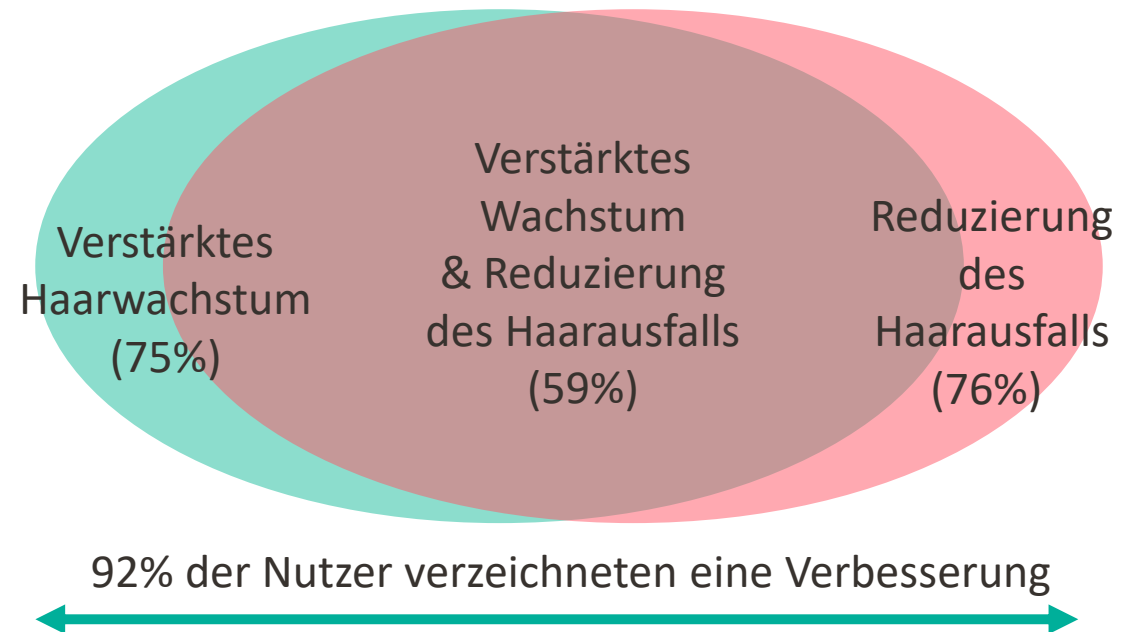 Verstärktes
Haarwachstum
(75%)
Verstärktes
Wachstum
& Reduzierung
des Haarausfalls
(59%)
Reduzierung
des
Haarausfalls
(76%)
92% der Nutzer verzeichneten eine Verbesserung